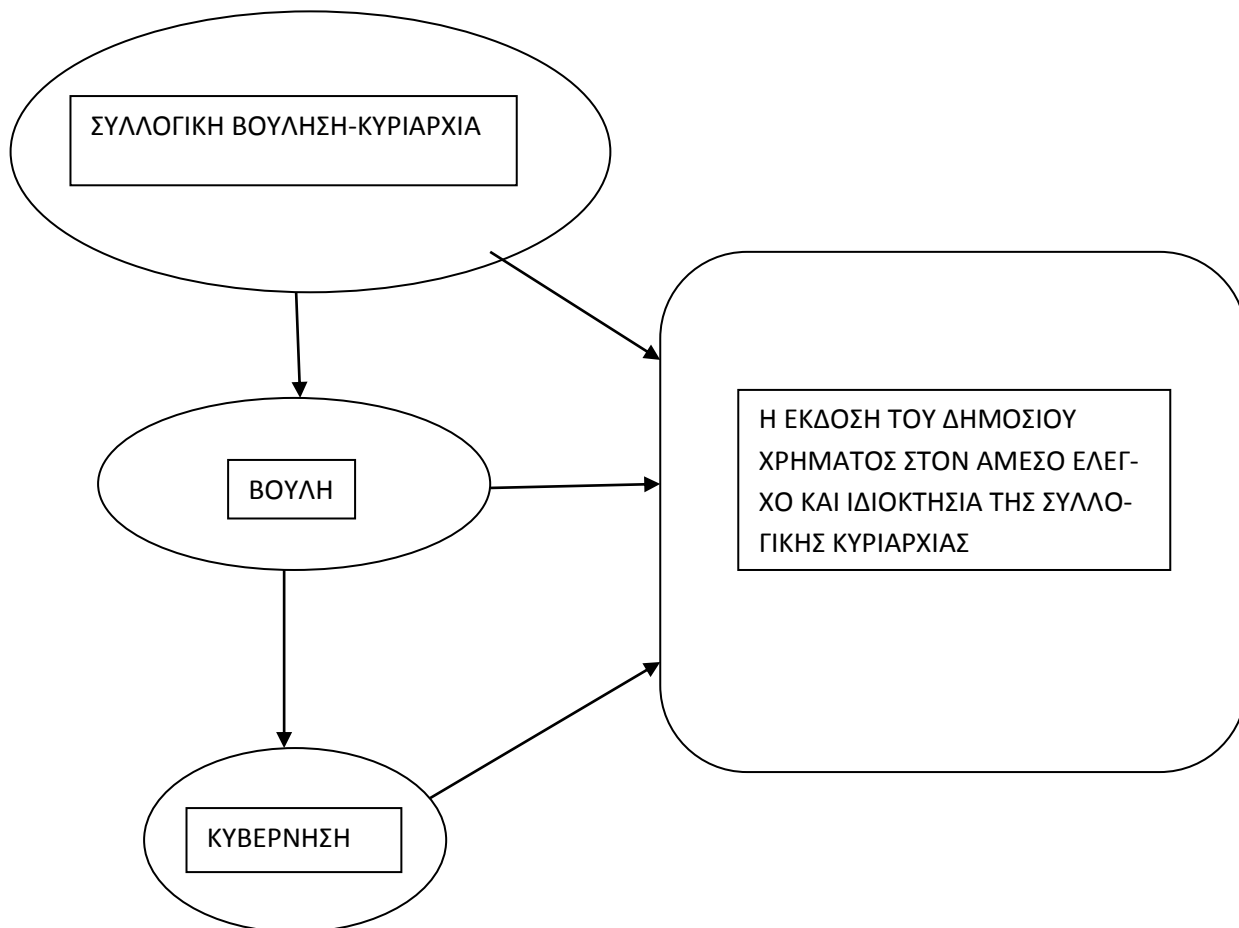 ΣΥΛΛΟΓΙΚΗ ΒΟΥΛΗΣΗ-ΚΥΡΙΑΡΧΙΑ
ΒΟΥΛΗ
Η ΕΚΔΟΣΗ ΤΟΥ ΔΗΜΟΣΙΟΥ
ΧΡΗΜΑΤΟΣ ΣΤΟΝ ΑΜΕΣΟ ΕΛΕΓ-
ΧΟ ΚΑΙ ΙΔΙΟΚΤΗΣΙΑ ΤΗΣ ΣΥΛΛΟ-
ΓΙΚΗΣ ΚΥΡΙΑΡΧΙΑΣ
ΚΥΒΕΡΝΗΣΗ